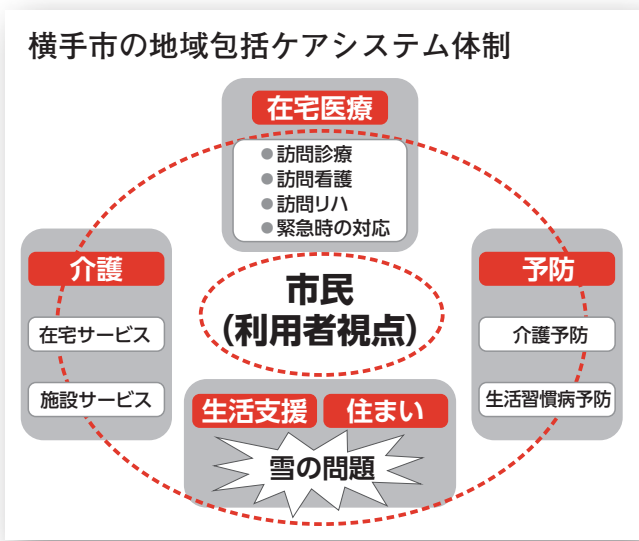 横手市の地域包括ケアシステム体制
在宅医療
●訪問診療
●訪問看護
●訪問リハ
●緊急時の対応
介護
在宅サービス
施設サービス
市民
(利用者視点)
予防
介護予防
生活習慣病予防
生活支援
住まい
雪の問題